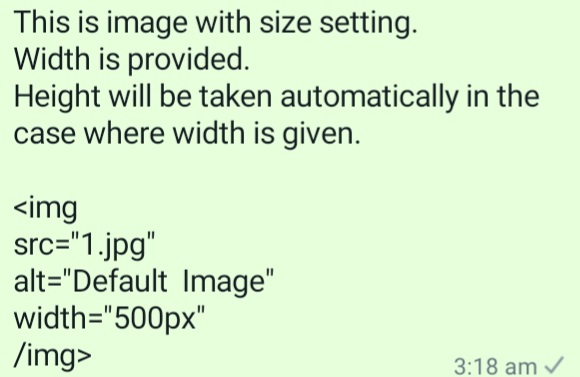 This is image with size setting.
Width is provided.
Height will be taken automatically in the
case where width is given.
<img
src="1.jpg"
alt="Default  Image"
width="500px"
/img>
3:18 am